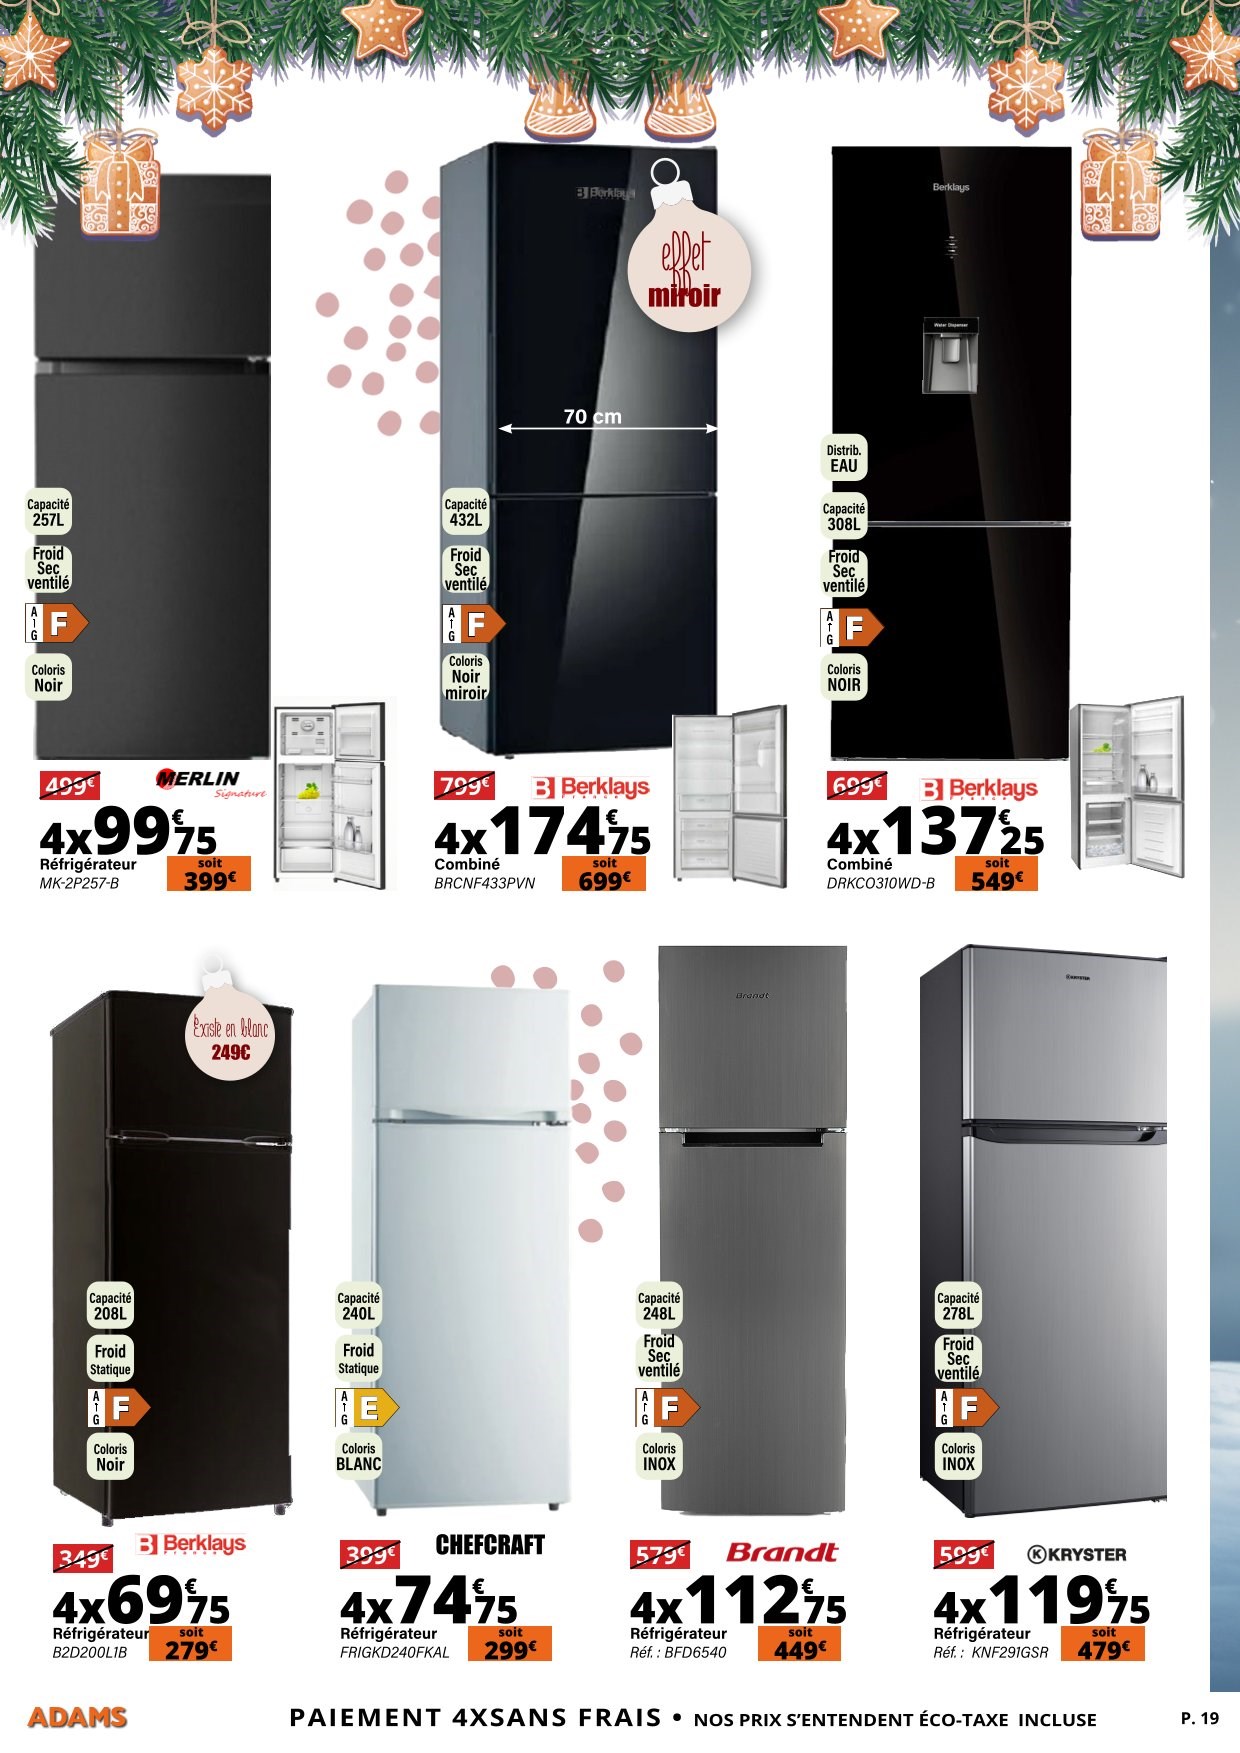 Berklays
effet
miroir
70 cm
Berklays
Water Dispenser
Capacité
257L
Froid
Sec
ventilé
A
G
F
Coloris
Noir
Capacité
432L
Froid
Sec
ventilé
A
G
F
Coloris
Noir
miroir
Distrib.
EAU
Capacité
308L
Froid
Sec
ventilé
A
G
F
Coloris
NOIR
499€
MERLIN
Signature
4x99€75
Réfrigérateur
MK-2P257-B
soit
399€
799€
Berklays
FRANCE
4x174€75
Combiné
BRCNF433PVN
soit
699€
699€
Berklays
FRANCE
4x137€25
Combiné
DRKCO310WD-B
soit
549€
Existe en blanc
249€
Brandt
KRYSTER
Capacité
208L
Froid
Statique
A
G
F
Coloris
Noir
Capacité
240L
Froid
Statique
A
G
E
Coloris
BLANC
Capacité
248L
Froid
Sec
ventilé
A
G
F
Coloris
INOX
Capacité
278L
Froid
Sec
ventilé
A
G
F
Coloris
INOX
349€
Berklays
FRANCE
4x69€75
Réfrigérateur
B2D200L1B
soit
279€
399€
CHEFCRAFT
4x74€75
Réfrigérateur
FRIGKD240FKAL
soit
299€
579€
Brandt
4x112€75
Réfrigérateur
Réf. : BFD6540
soit
449€
599€
KRYSTER
4x119€75
Réfrigérateur
Réf. : KNF291GSR
soit
479€
ADAMS
PAIEMENT 4XSANS FRAIS • NOS PRIX S'ENTENDENT ÉCO-TAXE INCLUSE
P. 19